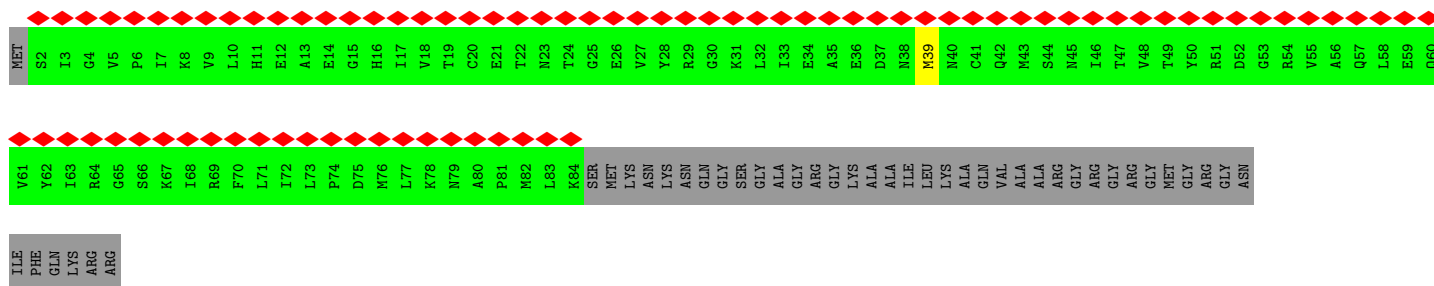 MET S2 I3 G4 V5 P6 I7 K8 V9 L10 H11 E12 A13 E14 G15 H16 I17 V18 T19 C20 E21 T22 N23 T24 G25 E26 V27 Y28 R29 G30 K31 L32 I33 E34 A35 E36 D37 N38 M39 N40 C41 Q42 M43 S44 N45 I46 T47 V48 T49 Y50 R51 D52 G53 R54 V55 A56 Q57 L58 E59 Q60
V61 Y62 I63 R64 G65 S66 K67 I68 R69 F70 L71 I72 L73 P74 D75 M76 L77 K78 N79 A80 P81 M82 L83 K84 SER MET LYS ASN LYS ASN GLN GLY SER GLY ALA GLY ARG GLY LYS ALA ALA ILE LEU LYS ALA GLN VAL ALA ALA ARG GLY ARG GLY ARG GLY MET GLY ARG GLY ASN
ILE PHE GLN LYS ARG ARG